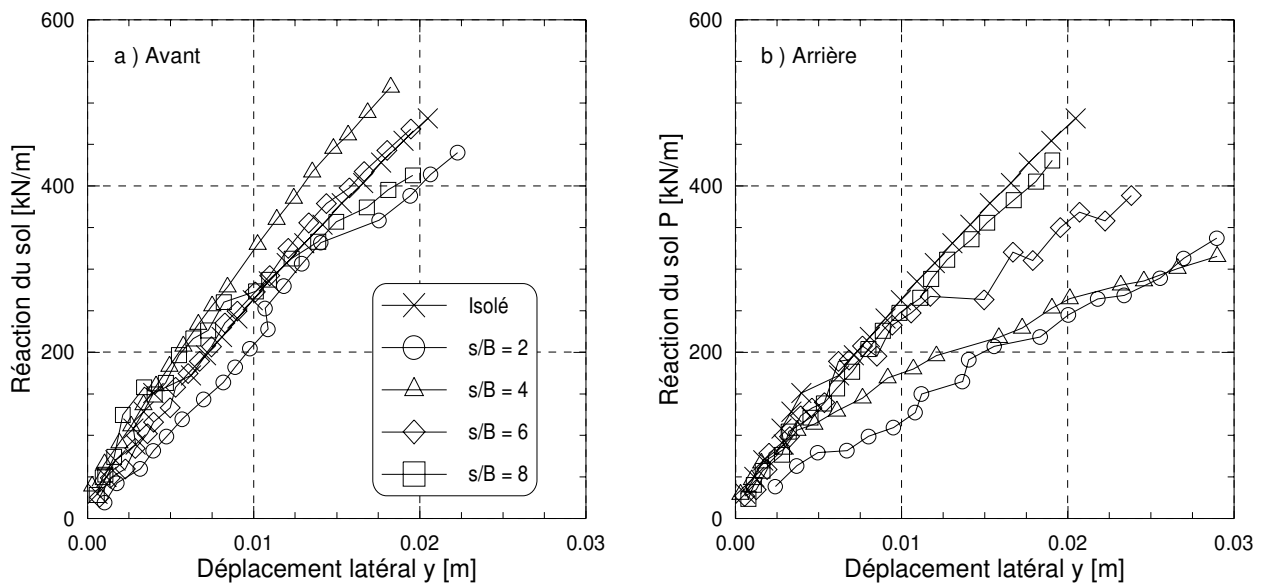 600
400
200
0
0.00
0.01
0.02
0.03
Réaction du sol [kN/m]
Déplacement latéral y [m]
a ) Avant
Isolé
s/B = 2
s/B = 4
s/B = 6
s/B = 8
600
400
200
0
0.00
0.01
0.02
0.03
Réaction du sol P [kN/m]
Déplacement latéral y [m]
b ) Arrière